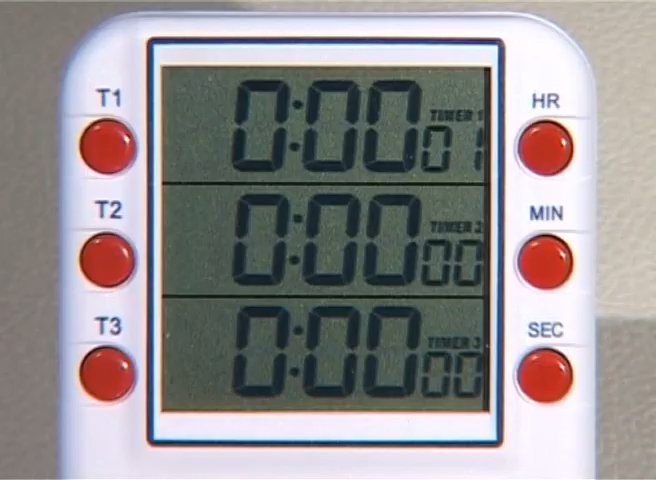 T1 HR
TIMER 1
0:00 01
T2 MIN
TIMER 2
0:00 00
T3 SEC
TIMER 3
0:00 00